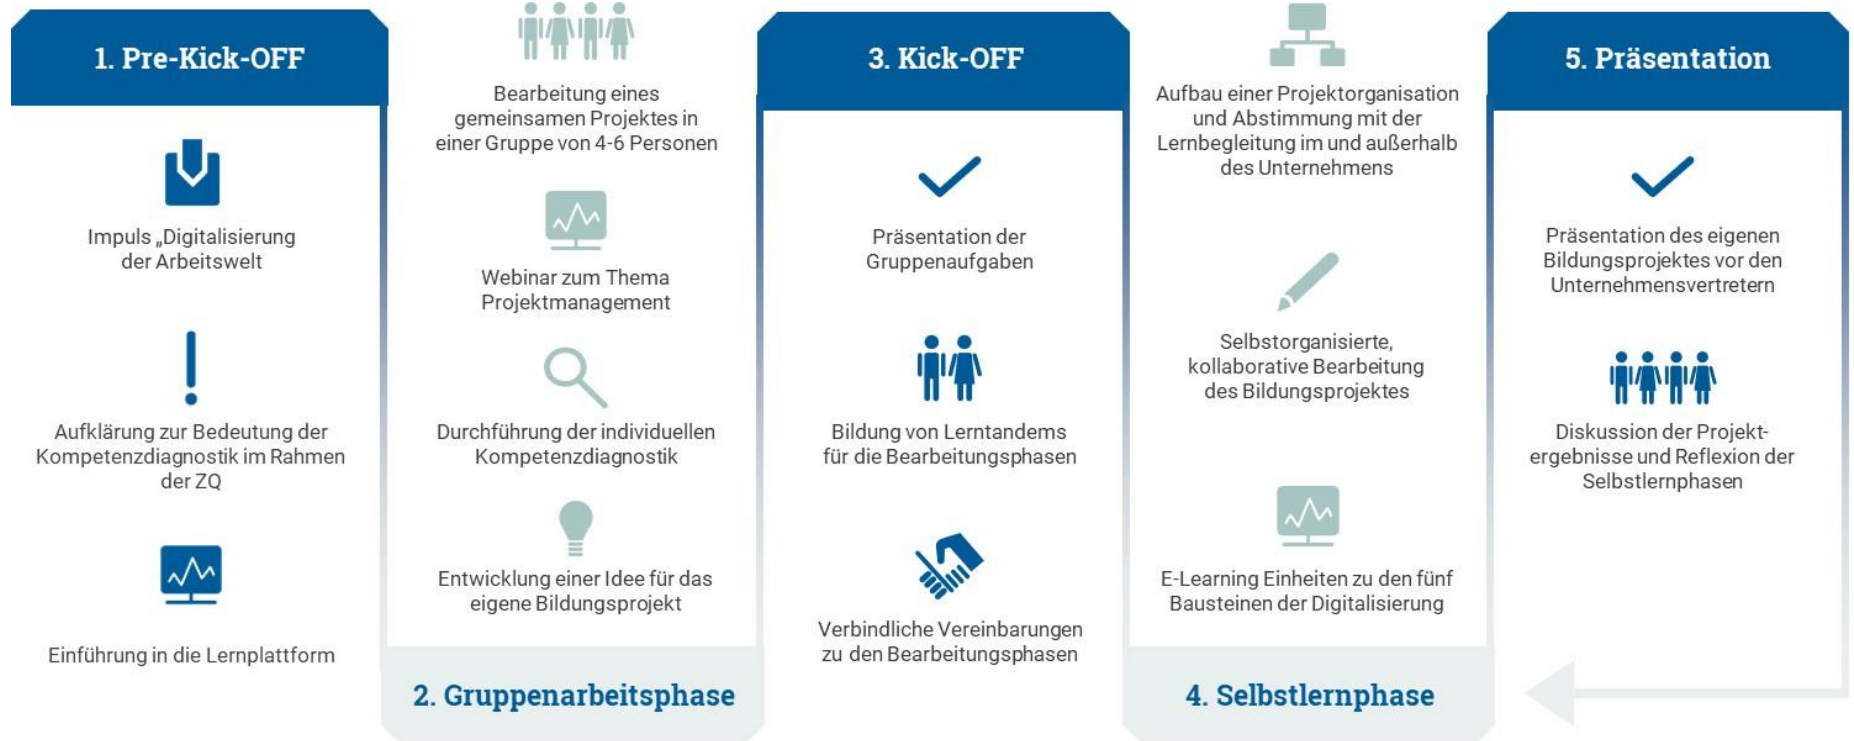 1. Pre-Kick-OFF
Impuls „Digitalisierung
der Arbeitswelt
Aufklärung zur Bedeutung der
Kompetenzdiagnostik im Rahmen
der ZQ
Einführung in die Lernplattform
Bearbeitung eines
gemeinsamen Projektes in
einer Gruppe von 4-6 Personen
Webinar zum Thema
Projektmanagement
Durchführung der individuellen
Kompetenzdiagnostik
Entwicklung einer Idee für das
eigene Bildungsprojekt
2. Gruppenarbeitsphase
3. Kick-OFF
Präsentation der
Gruppenaufgaben
Bildung von Lerntandems
für die Bearbeitungsphasen
Verbindliche Vereinbarungen
zu den Bearbeitungsphasen
Aufbau einer Projektorganisation
und Abstimmung mit der
Lernbegleitung im und außerhalb
des Unternehmens
Selbstorganisierte,
kollaborative Bearbeitung
des Bildungsprojektes
E-Learning Einheiten zu den fünf
Bausteinen der Digitalisierung
4. Selbstlernphase
5. Präsentation
Präsentation des eigenen
Bildungsprojektes vor den
Unternehmensvertretern
Diskussion der Projekt-
ergebnisse und Reflexion der
Selbstlernphasen